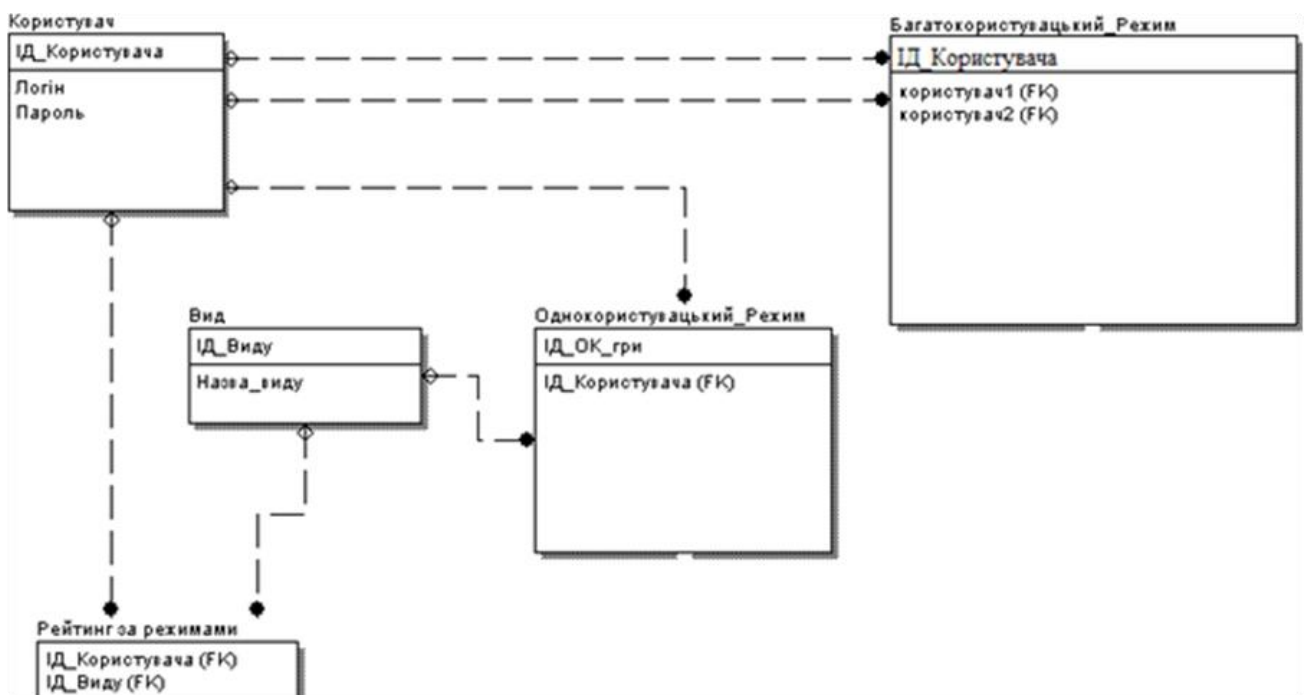 Користувач
ІД_Користувача
Логін
Пароль
Багатокористувацький_Режим
ІД_Користувача
користувач1 (FK)
користувач2 (FK)
Вид
ІД_Виду
Назва_виду
Однокористувацький_Режим
ІД_ОК_гри
ІД_Користувача (FK)
Рейтинг за режимами
ІД_Користувача (FK)
ІД_Виду (FK)